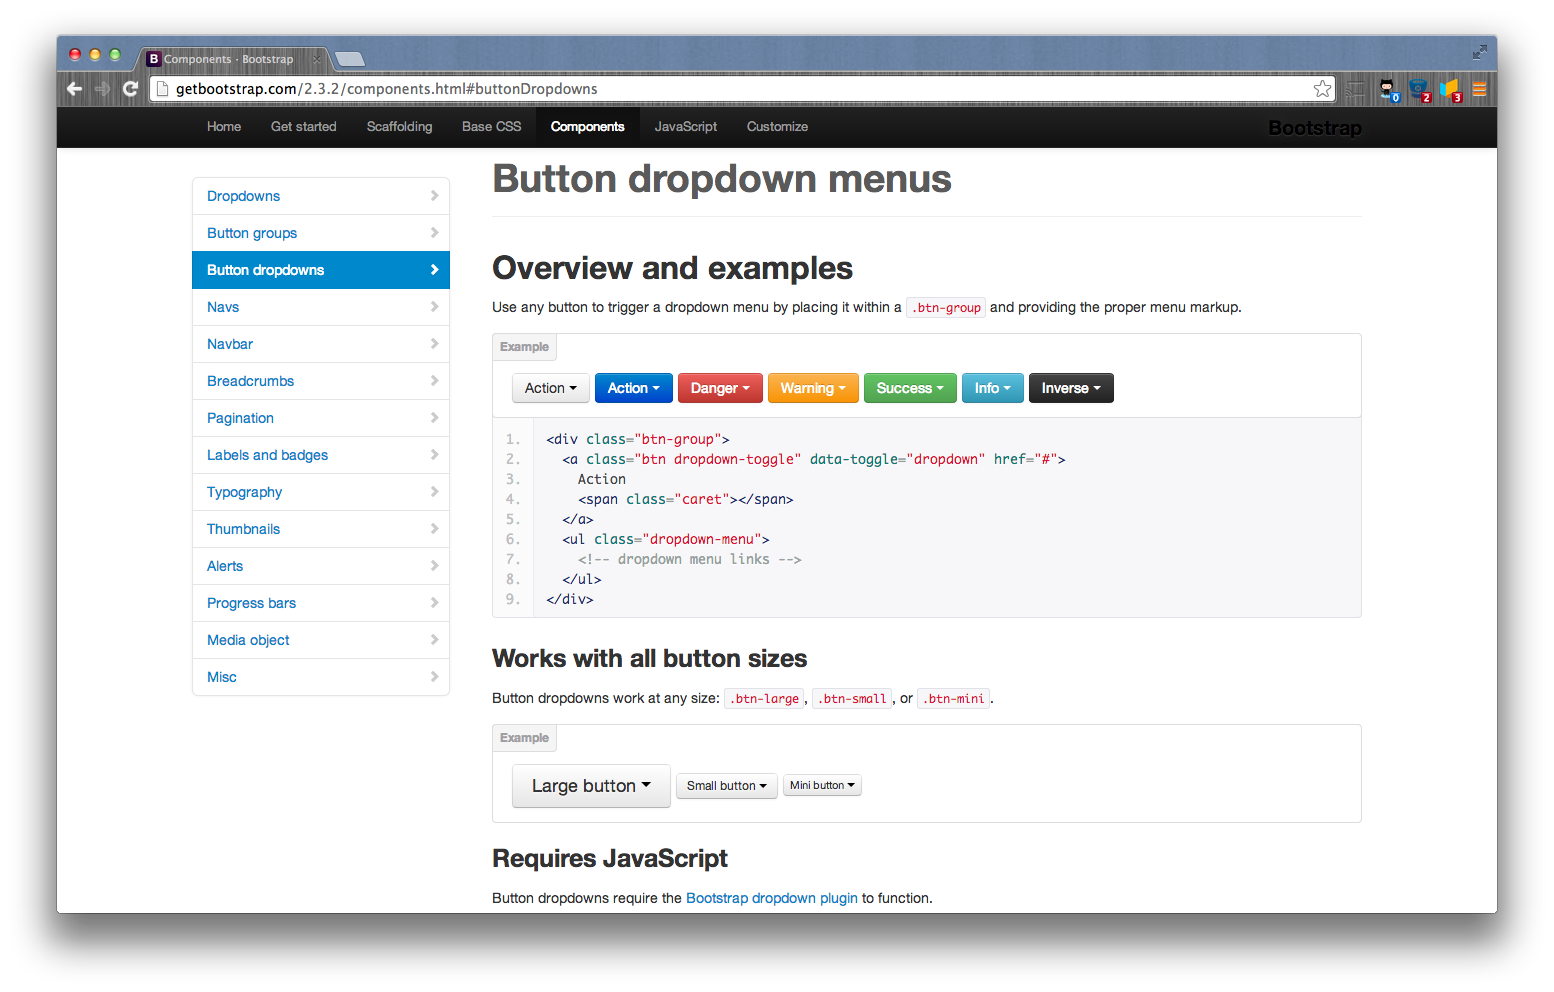 Components · Bootstrap
getbootstrap.com/2.3.2/components.html#buttonDropdowns
0 2 3
Home Get started Scaffolding Base CSS Components JavaScript Customize Bootstrap
Dropdowns
Button groups
Button dropdowns
Navs
Navbar
Breadcrumbs
Pagination
Labels and badges
Typography
Thumbnails
Alerts
Progress bars
Media object
Misc
Button dropdown menus
Overview and examples
Use any button to trigger a dropdown menu by placing it within a .btn-group and providing the proper menu markup.
Example
Action Action Danger Warning Success Info Inverse
1. <div class="btn-group">
2. <a class="btn dropdown-toggle" data-toggle="dropdown" href="#">
3. Action
4. <span class="caret"></span>
5. </a>
6. <ul class="dropdown-menu">
7. <!-- dropdown menu links -->
8. </ul>
9. </div>
Works with all button sizes
Button dropdowns work at any size: .btn-large, .btn-small, or .btn-mini.
Example
Large button Small button Mini button
Requires JavaScript
Button dropdowns require the Bootstrap dropdown plugin to function.